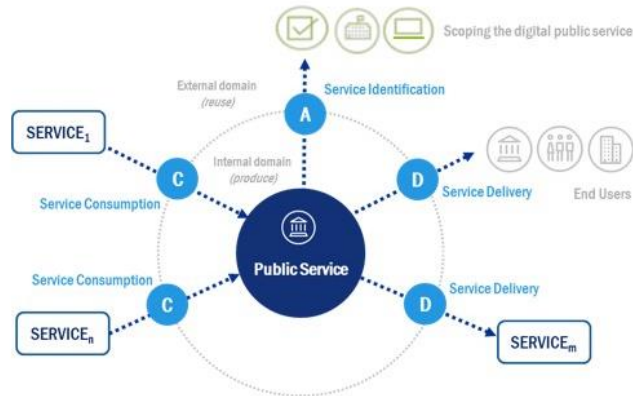 Scoping the digital public service
External domain
(reuse)
Service Identification
A
SERVICE₁
Internal domain
(produce)
C
D
Service Consumption
Service Delivery
End Users
Public Service
Service Consumption
Service Delivery
C
D
SERVICEₙ
SERVICEₘ